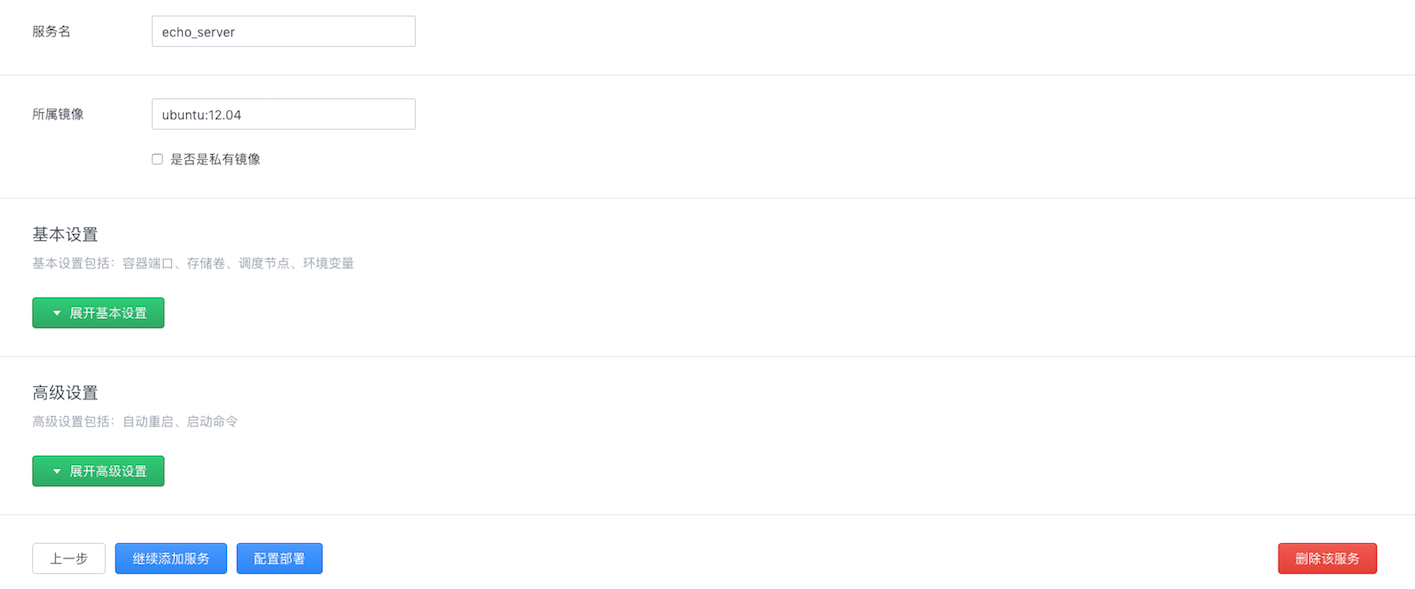 服务名
echo_server
所属镜像
ubuntu:12.04
是否是私有镜像
基本设置
基本设置包括：容器端口、存储卷、调度节点、环境变量
展开基本设置
高级设置
高级设置包括：自动重启、启动命令
展开高级设置
上一步
继续添加服务
配置部署
删除该服务